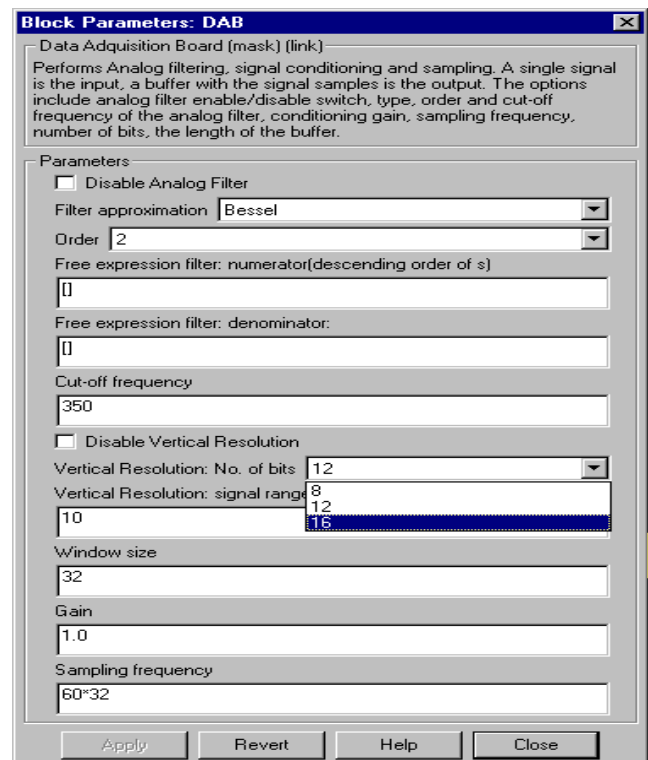 Block Parameters: DAB
Data Adquisition Board (mask) (link)
Performs Analog filtering, signal conditioning and sampling. A single signal
is the input, a buffer with the signal samples is the output. The options
include analog filter enable/disable switch, type, order and cut-off
frequency of the analog filter, conditioning gain, sampling frequency,
number of bits, the length of the buffer.
Parameters
Disable Analog Filter
Filter approximation Bessel
Order 2
Free expression filter: numerator(descending order of s)
[]
Free expression filter: denominator:
[]
Cut-off frequency
350
Disable Vertical Resolution
Vertical Resolution: No. of bits 12
Vertical Resolution: signal range
8
12
16
10
Window size
32
Gain
1.0
Sampling frequency
60*32
Apply Revert Help Close